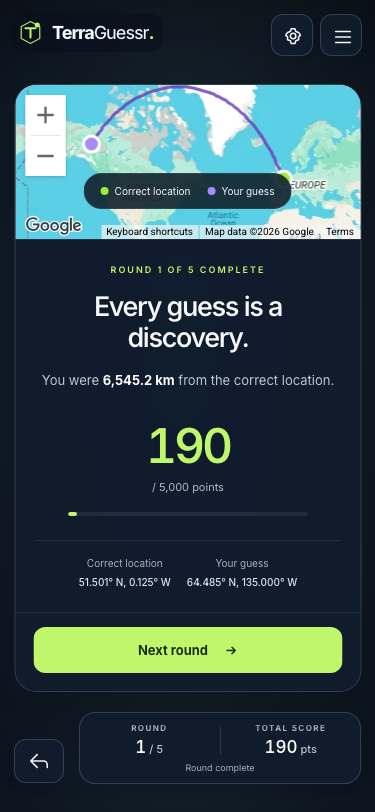 TerraGuessr.
+
−
Correct location
Your guess
EUROPE
Atlantic
Ocean
Google
Keyboard shortcuts
Map data ©2026 Google
Terms
ROUND 1 OF 5 COMPLETE
Every guess is a
discovery.
You were 6,545.2 km from the correct location.
190
/ 5,000 points
Correct location
Your guess
51.501° N, 0.125° W
64.485° N, 135.000° W
Next round →
ROUND
TOTAL SCORE
1 / 5
190 pts
Round complete